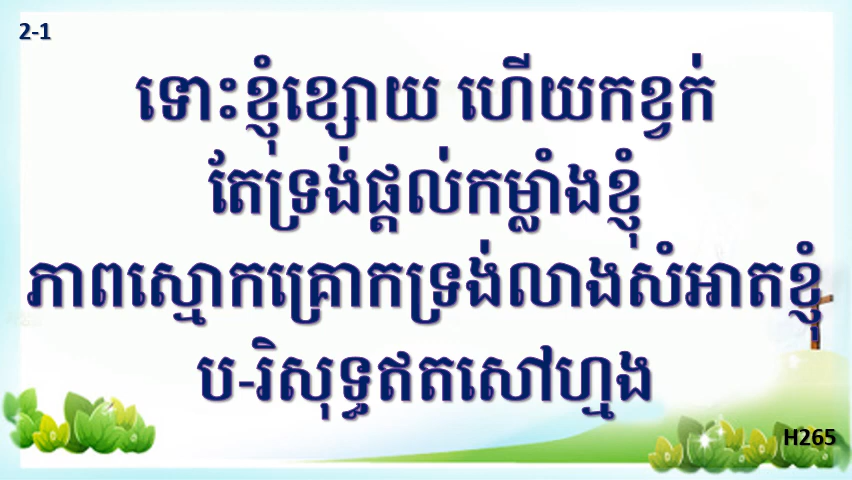 2-1
ទោះខ្ញុំខ្សោយ ហើយកខ្វក់
តែទ្រង់ផ្តល់កម្លាំងខ្ញុំ
ភាពស្មោកគ្រោកទ្រង់លាងសំអាតខ្ញុំ
ប-រិសុទ្ធឥតសៅហ្មង
H265